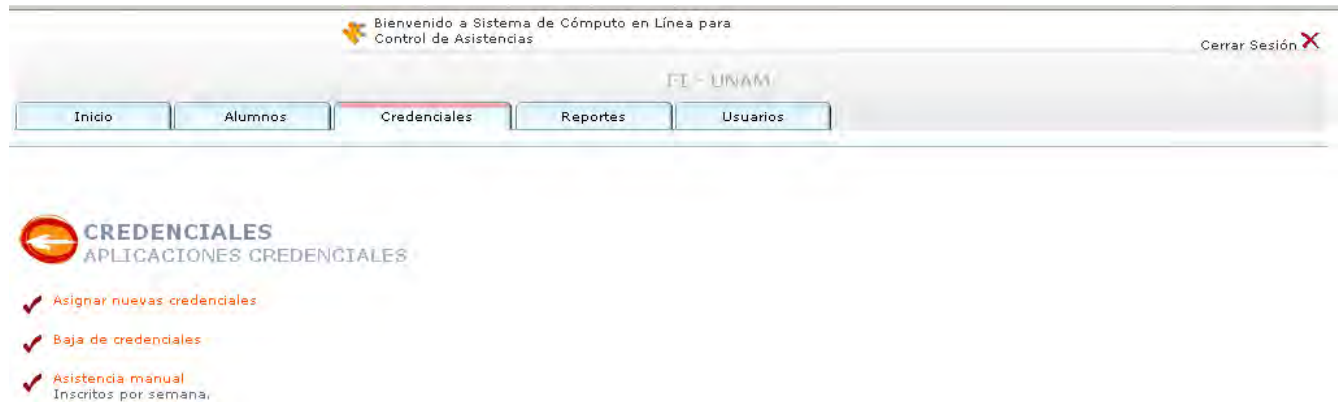 Bienvenido a Sistema de Cómputo en Línea para
Control de Asistencias
Cerrar Sesión
FI - UNAM
Inicio Alumnos Credenciales Reportes Usuarios
CREDENCIALES
APLICACIONES CREDENCIALES
Asignar nuevas credenciales
Baja de credenciales
Asistencia manual
Inscritos por semana.